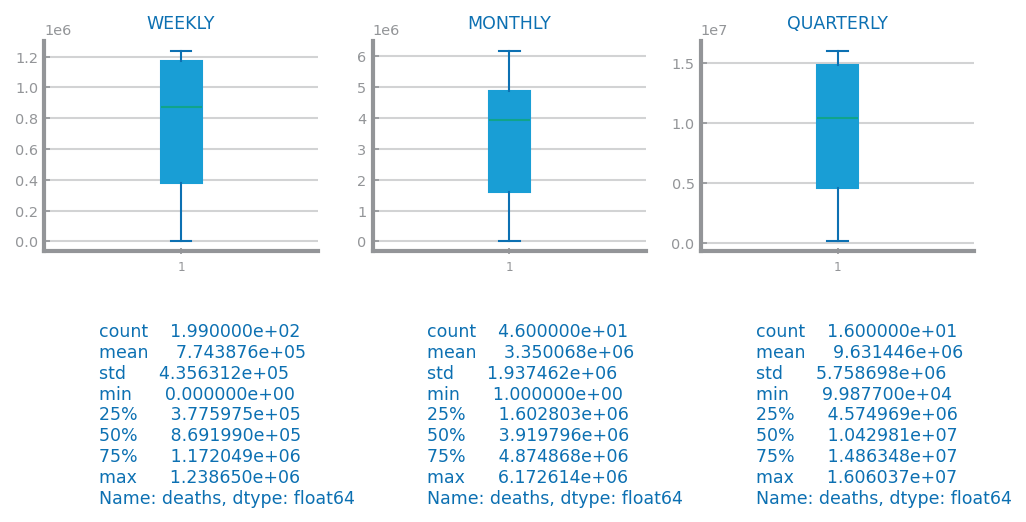 WEEKLY
1e6
1.2
1.0
0.8
0.6
0.4
0.2
0.0
1
MONTHLY
1e6
6
5
4
3
2
1
0
1
QUARTERLY
1e7
1.5
1.0
0.5
0.0
1
count 1.990000e+02
mean 7.743876e+05
std 4.356312e+05
min 0.000000e+00
25% 3.775975e+05
50% 8.691990e+05
75% 1.172049e+06
max 1.238650e+06
Name: deaths, dtype: float64
count 4.600000e+01
mean 3.350068e+06
std 1.937462e+06
min 1.000000e+00
25% 1.602803e+06
50% 3.919796e+06
75% 4.874868e+06
max 6.172614e+06
Name: deaths, dtype: float64
count 1.600000e+01
mean 9.631446e+06
std 5.758698e+06
min 9.987700e+04
25% 4.574969e+06
50% 1.042981e+07
75% 1.486348e+07
max 1.606037e+07
Name: deaths, dtype: float64